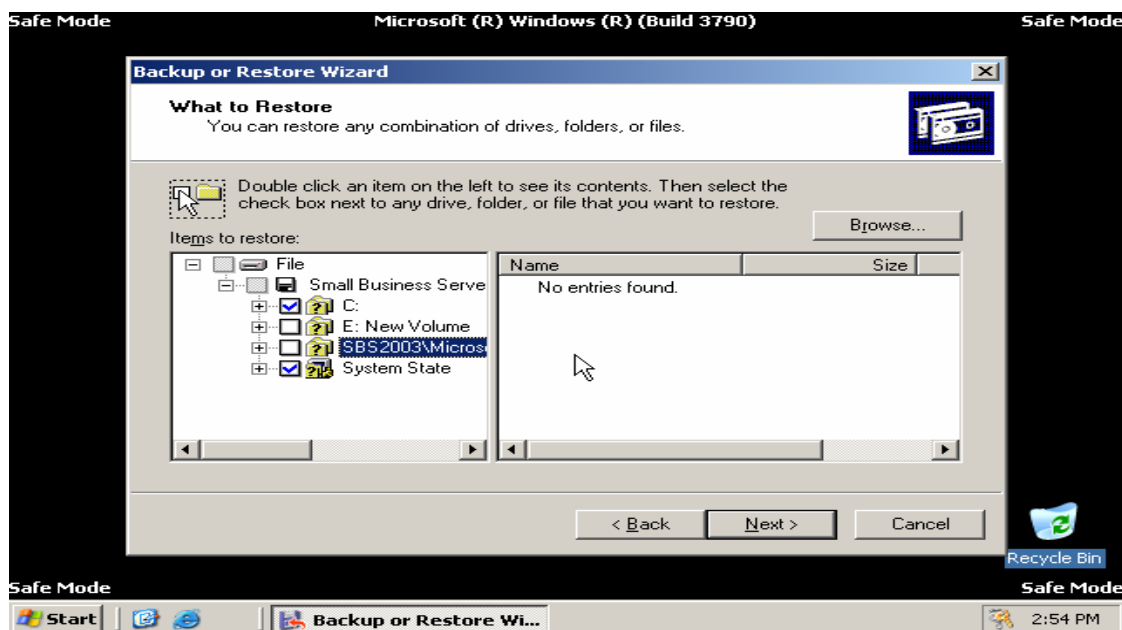 Safe Mode Microsoft (R) Windows (R) (Build 3790) Safe Mode
Backup or Restore Wizard
What to Restore
You can restore any combination of drives, folders, or files.
Double click an item on the left to see its contents. Then select the
check box next to any drive, folder, or file that you want to restore.
Browse...
Items to restore:
File
Small Business Serve
C:
E: New Volume
SBS2003\Micros
System State
Name Size
No entries found.
< Back Next > Cancel
Recycle Bin
Safe Mode Safe Mode
Start Backup or Restore Wi... 2:54 PM